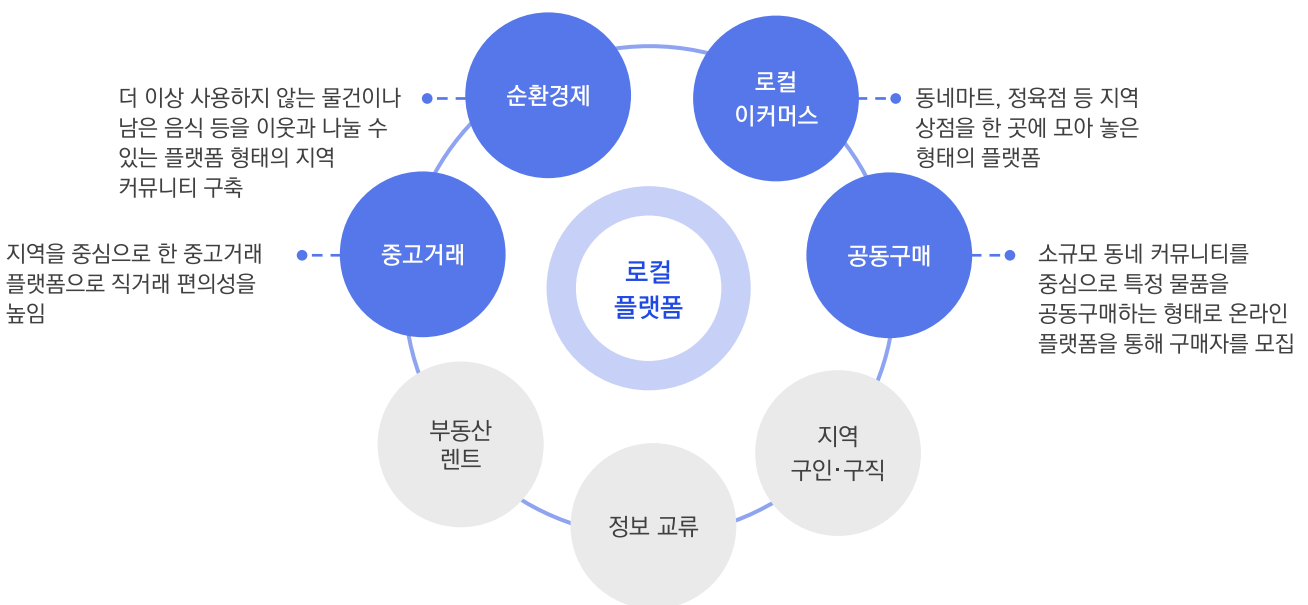 순환경제
더 이상 사용하지 않는 물건이나
남은 음식 등을 이웃과 나눌 수
있는 플랫폼 형태의 지역
커뮤니티 구축
로컬
이커머스
동네마트, 정육점 등 지역
상점을 한 곳에 모아 놓은
형태의 플랫폼
중고거래
지역을 중심으로 한 중고거래
플랫폼으로 직거래 편의성을
높임
로컬
플랫폼
공동구매
소규모 동네 커뮤니티를
중심으로 특정 물품을
공동구매하는 형태로 온라인
플랫폼을 통해 구매자를 모집
부동산
렌트
정보 교류
지역
구인·구직